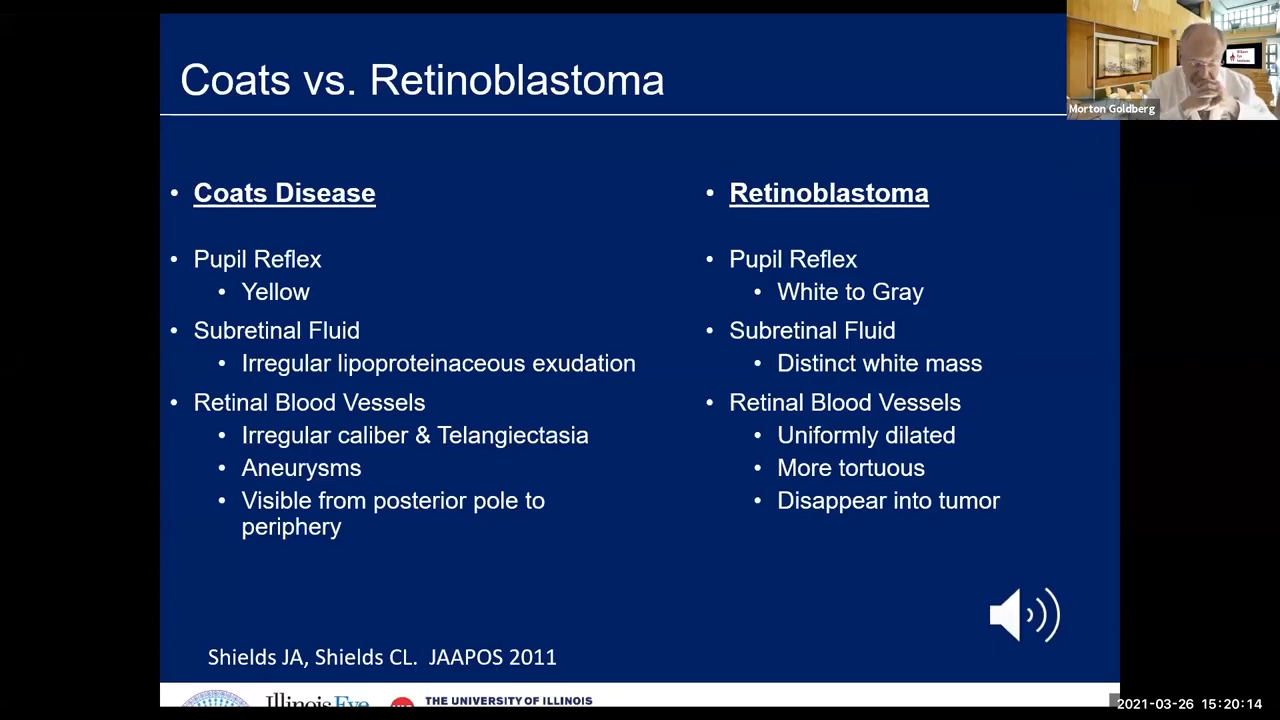 Coats vs. Retinoblastoma
Morton Goldberg
• Coats Disease
• Pupil Reflex
• Yellow
• Subretinal Fluid
• Irregular lipoproteinaceous exudation
• Retinal Blood Vessels
• Irregular caliber & Telangiectasia
• Aneurysms
• Visible from posterior pole to
periphery
• Retinoblastoma
• Pupil Reflex
• White to Gray
• Subretinal Fluid
• Distinct white mass
• Retinal Blood Vessels
• Uniformly dilated
• More tortuous
• Disappear into tumor
Shields JA, Shields CL. JAAPOS 2011
Illinois Eye
THE UNIVERSITY OF ILLINOIS
2021-03-26 15:20:14